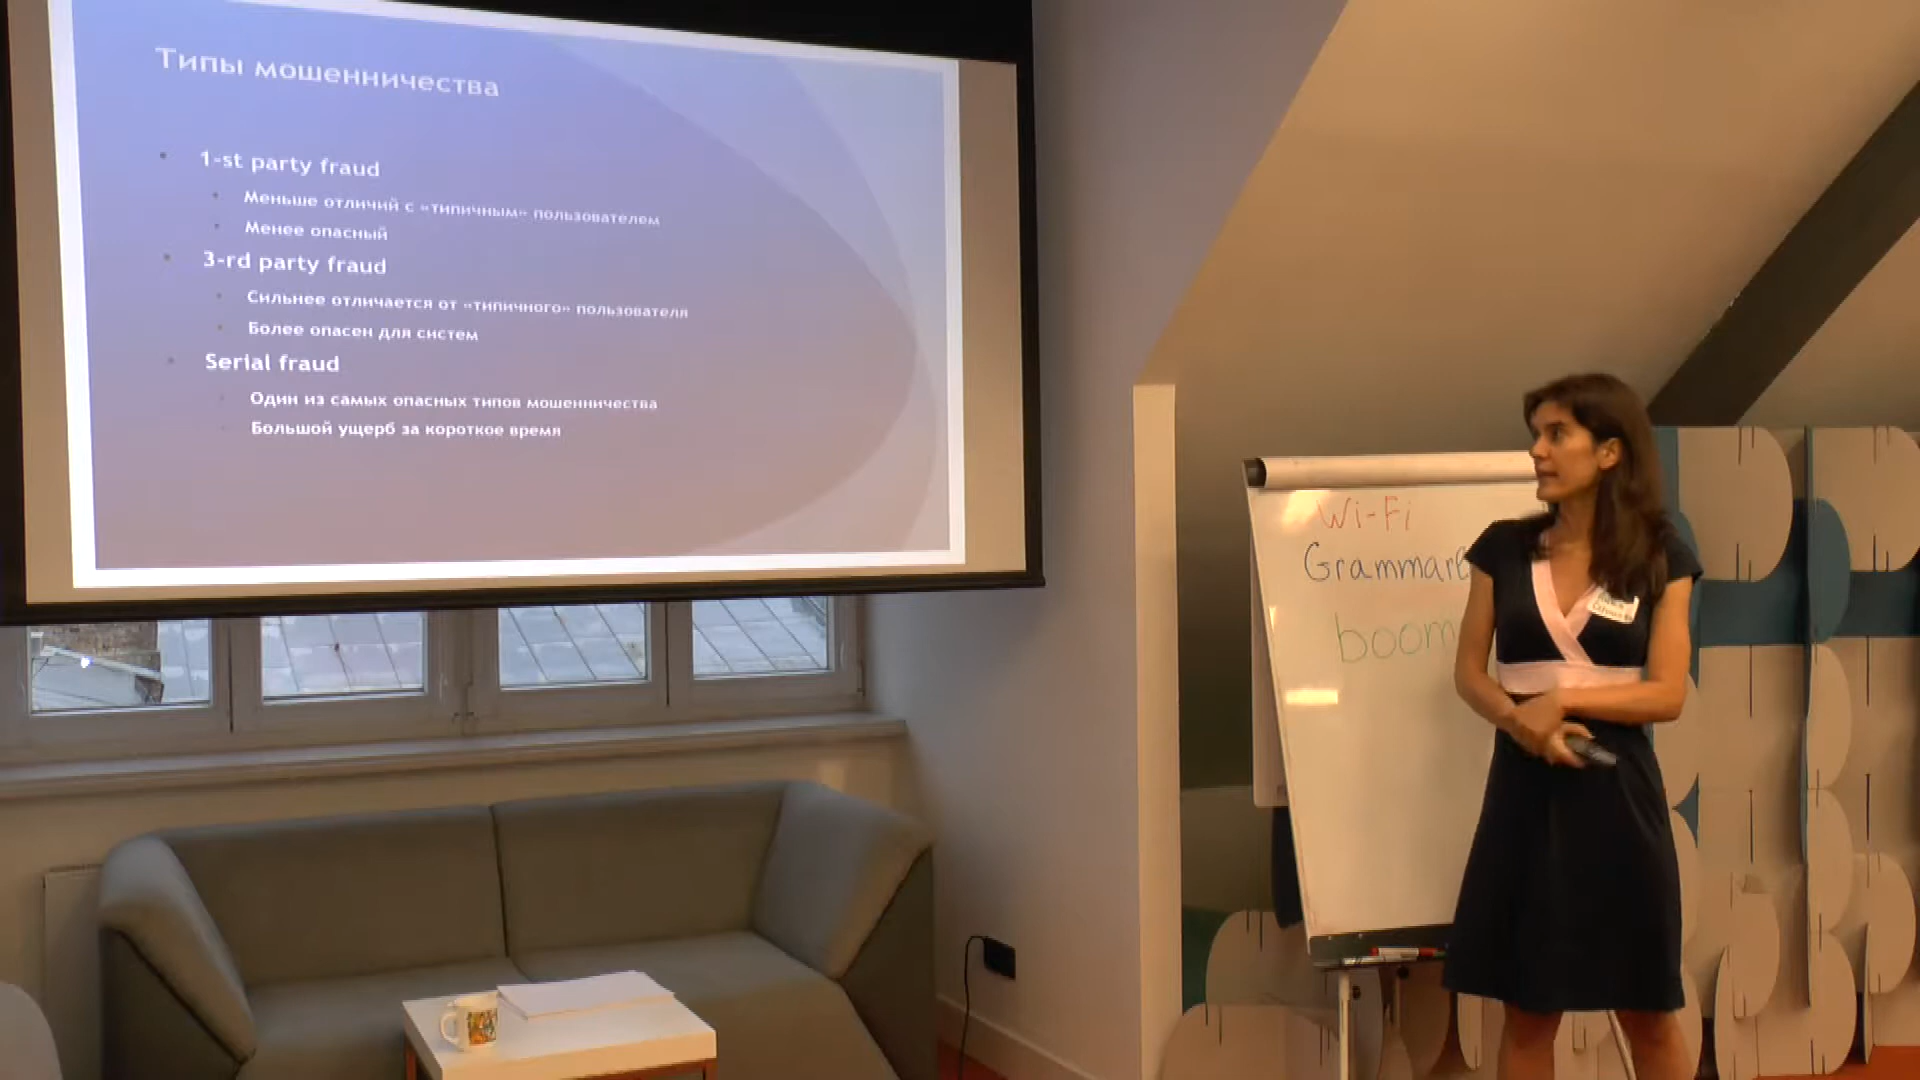 Типы мошенничества
1-st party fraud
Меньше отличий с «типичным» пользователем
Менее опасный
3-rd party fraud
Сильнее отличается от «типичного» пользователя
Более опасен для систем
Serial fraud
Один из самых опасных типов мошенничества
Большой ущерб за короткое время
Wi-Fi
boom